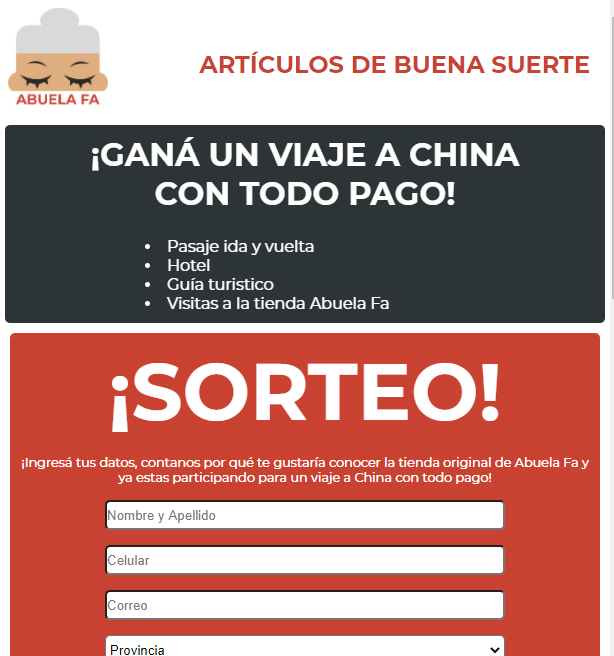 ABUELA FA
ARTÍCULOS DE BUENA SUERTE
¡GANÁ UN VIAJE A CHINA
CON TODO PAGO!
• Pasaje ida y vuelta
• Hotel
• Guía turistico
• Visitas a la tienda Abuela Fa
¡SORTEO!
¡Ingresá tus datos, contanos por qué te gustaría conocer la tienda original de Abuela Fa y
ya estas participando para un viaje a China con todo pago!
Nombre y Apellido
Celular
Correo
Provincia